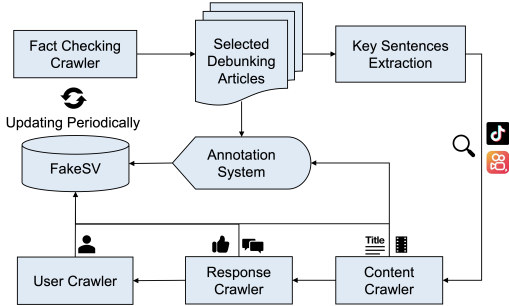 Fact Checking
Crawler
Selected
Debunking
Articles
Key Sentences
Extraction
Updating Periodically
FakeSV
Annotation
System
Title
User Crawler
Response
Crawler
Content
Crawler